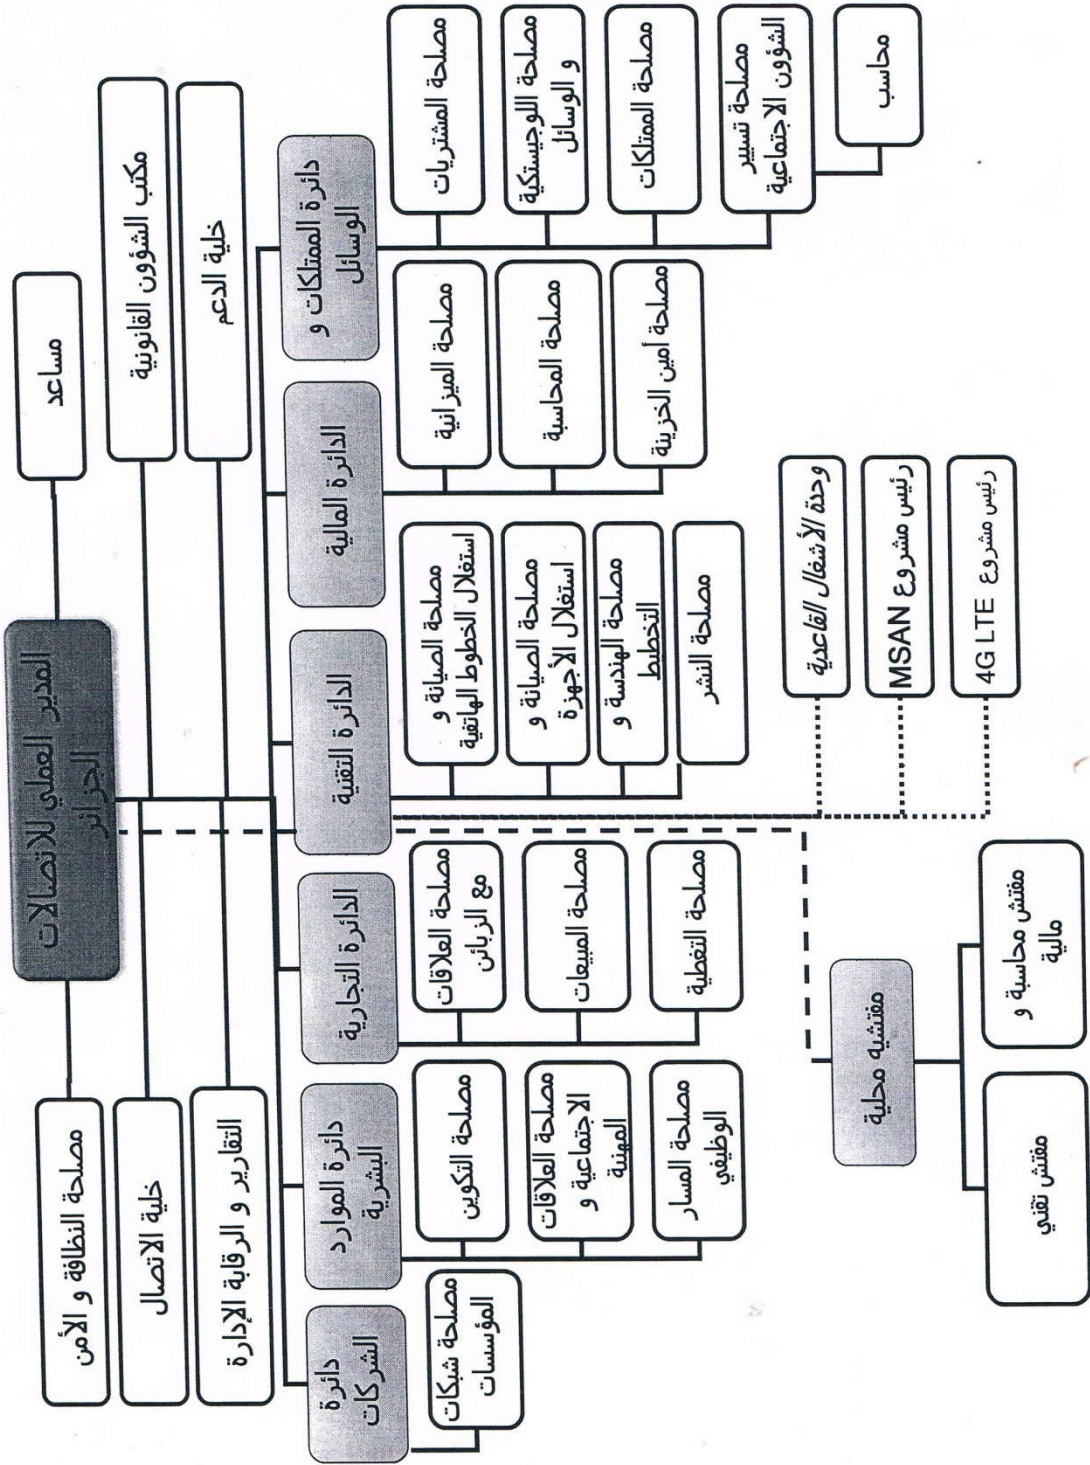 المدير العملي للاتصالات
الجزائر
مساعد
مصلحة النظافة و الأمن
مكتب الشؤون القانونية
خلية الاتصال
خلية الدعم
التقارير و الرقابة الإدارة
دائرة الممتلكات و
الوسائل
مصلحة المشتريات
مصلحة اللوجيستكية
و الوسائل
مصلحة الممتلكات
مصلحة تسيير
الشؤون الاجتماعية
محاسب
الدائرة المالية
مصلحة الميزانية
مصلحة المحاسبة
مصلحة أمين الخزينة
الدائرة التقنية
مصلحة الصيانة و
استغلال الخطوط الهاتفية
مصلحة الصيانة و
استغلال الأجهزة
مصلحة الهندسة و
التخطيط
مصلحة النشر
وحدة الأشغال القاعدية
رئيس مشروع MSAN
رئيس مشروع 4G LTE
الدائرة التجارية
مصلحة العلاقات
مع الزبائن
مصلحة المبيعات
مصلحة التغطية
دائرة الموارد
البشرية
مصلحة التكوين
مصلحة العلاقات
الاجتماعية و
المهنية
مصلحة المسار
الوظيفي
دائرة
الشركات
مصلحة شبكات
المؤسسات
مفتشيه محلية
مفتش محاسبة و
مالية
مفتش تقني